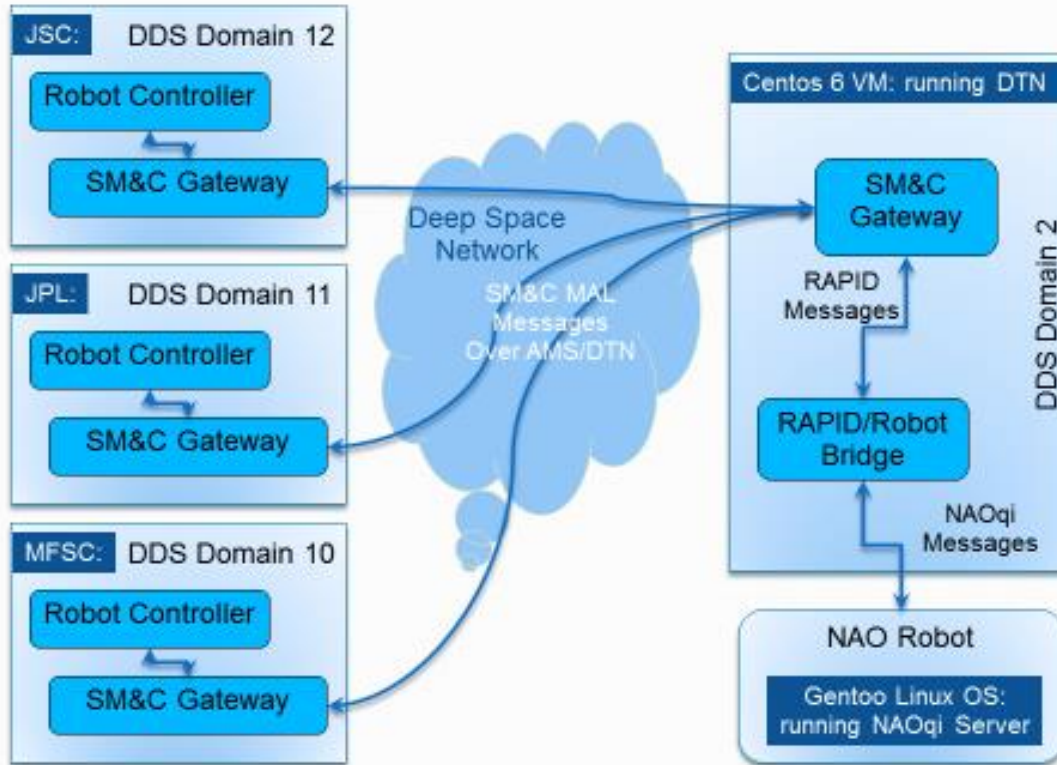 JSC: DDS Domain 12
Robot Controller
SM&C Gateway
JPL: DDS Domain 11
Robot Controller
SM&C Gateway
MFSC: DDS Domain 10
Robot Controller
SM&C Gateway
Deep Space
Network
SM&C MAL
Messages
Over AMS/DTN
Centos 6 VM: running DTN
SM&C
Gateway
RAPID
Messages
RAPID/Robot
Bridge
NAOqi
Messages
DDS Domain 2
NAO Robot
Gentoo Linux OS:
running NAOqi Server